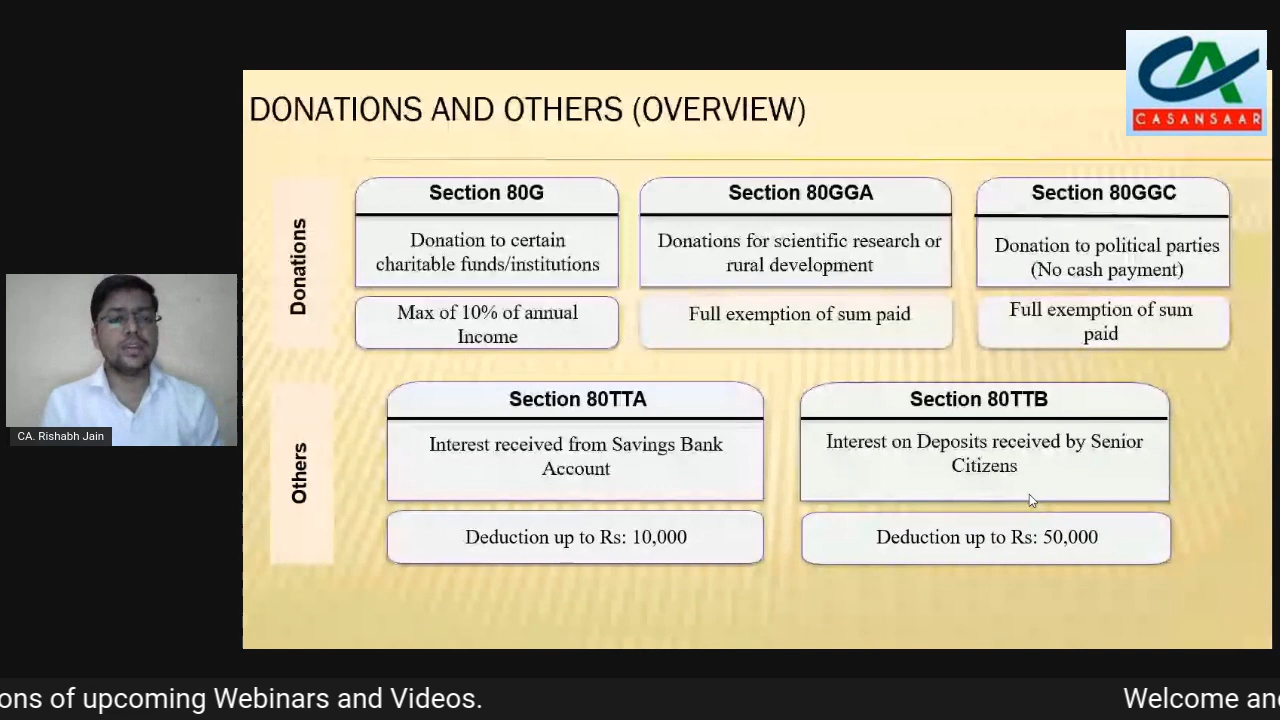 CASANSAAR
DONATIONS AND OTHERS (OVERVIEW)
Donations
Section 80G
Donation to certain
charitable funds/institutions
Max of 10% of annual
Income
Section 80GGA
Donations for scientific research or
rural development
Full exemption of sum paid
Section 80GGC
Donation to political parties
(No cash payment)
Full exemption of sum
paid
Others
Section 80TTA
Interest received from Savings Bank
Account
Deduction up to Rs: 10,000
Section 80TTB
Interest on Deposits received by Senior
Citizens
Deduction up to Rs: 50,000
CA. Rishabh Jain
ons of upcoming Webinars and Videos.
Welcome and